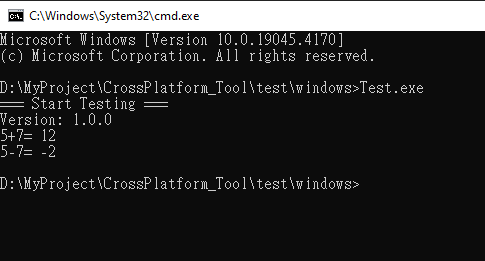 C:\Windows\System32\cmd.exe
Microsoft Windows [Version 10.0.19045.4170]
(c) Microsoft Corporation. All rights reserved.
D:\MyProject\CrossPlatform_Tool\test\windows>Test.exe
=== Start Testing ===
Version: 1.0.0
5+7= 12
5-7= -2
D:\MyProject\CrossPlatform_Tool\test\windows>